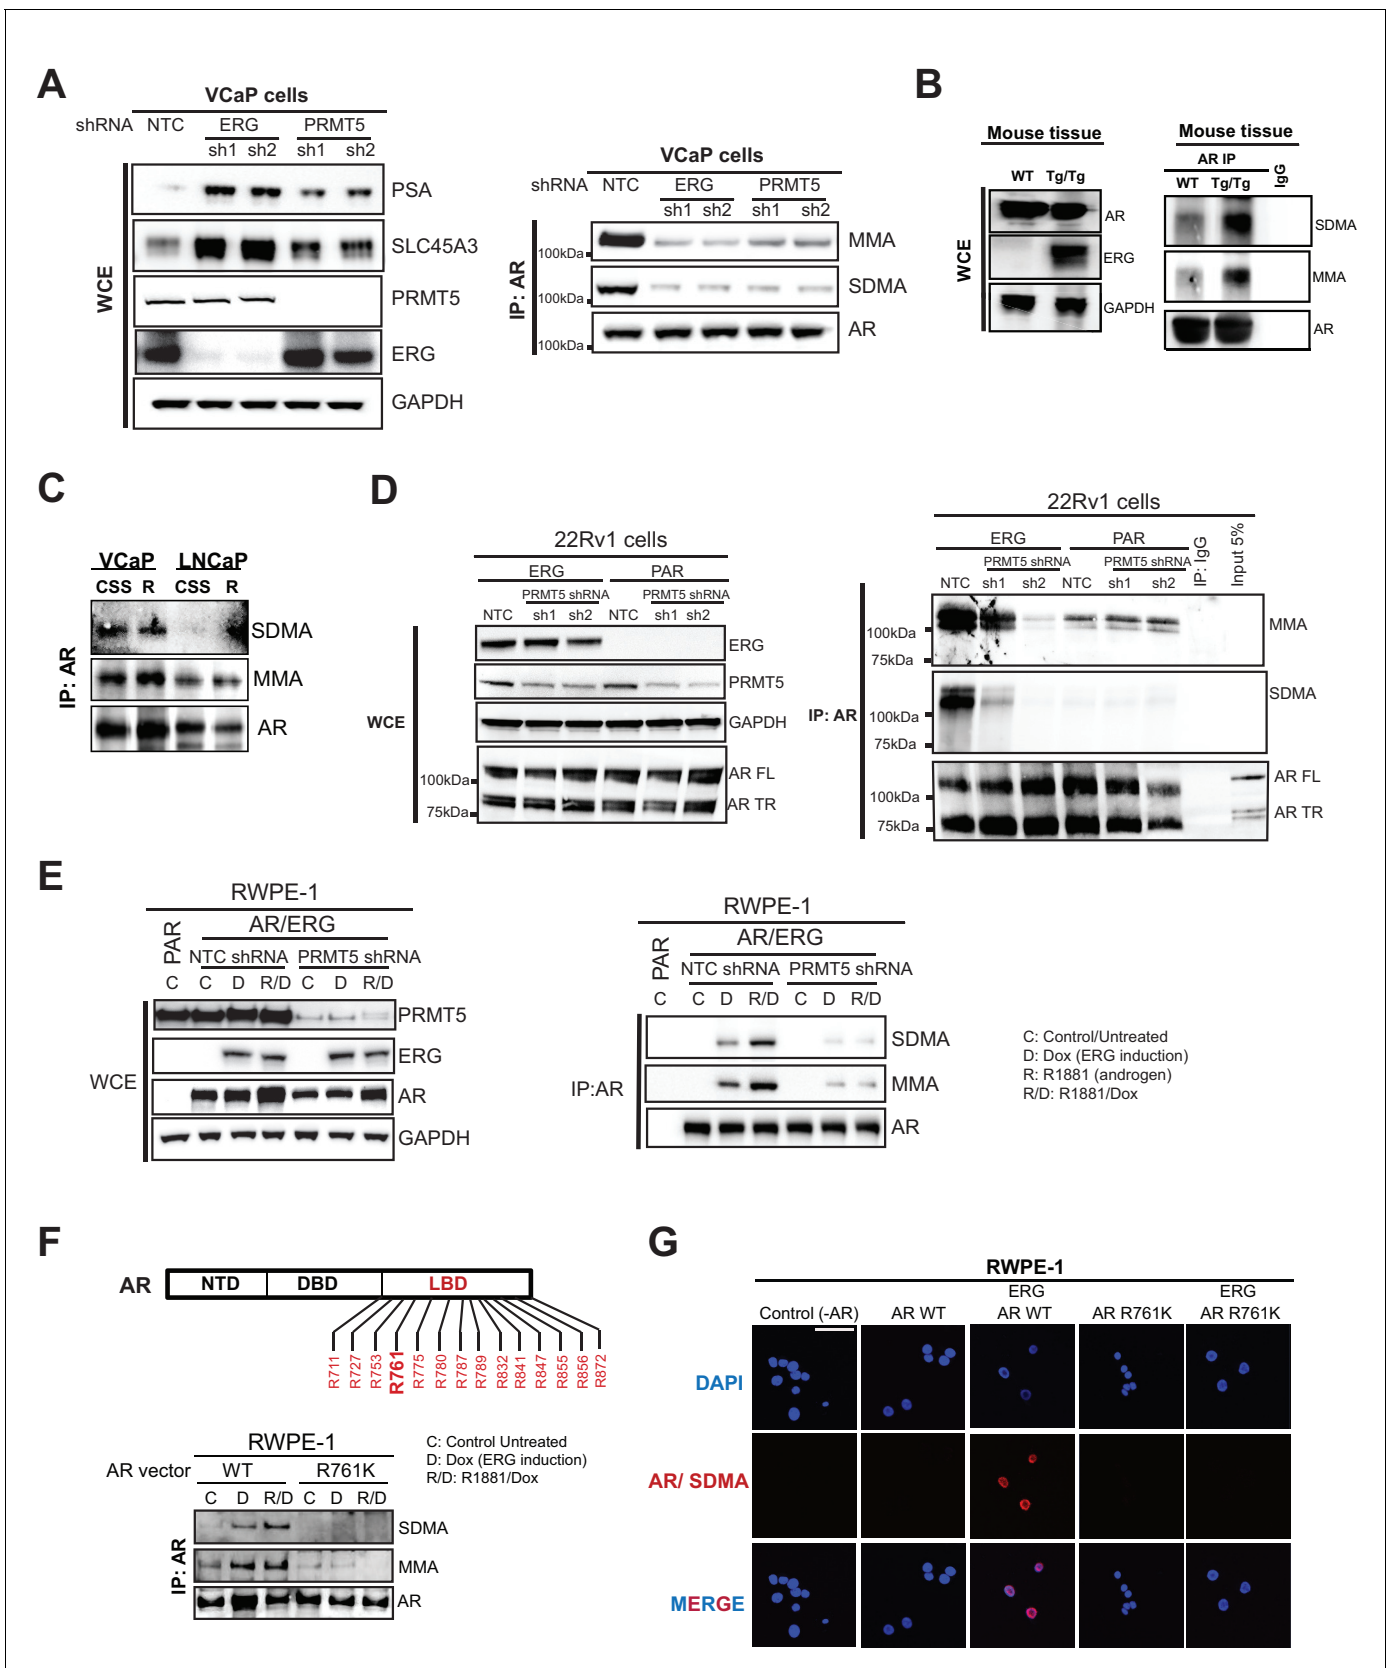 A
VCaP cells
shRNA NTC ERG PRMT5
sh1 sh2 sh1 sh2
WCE
PSA
SLC45A3
PRMT5
ERG
GAPDH
VCaP cells
shRNA NTC ERG PRMT5
sh1 sh2 sh1 sh2
IP: AR
100kDa
MMA
100kDa
SDMA
100kDa
AR
B
Mouse tissue
WT Tg/Tg
WCE
AR
ERG
GAPDH
Mouse tissue
AR IP
WT Tg/Tg IgG
SDMA
MMA
AR
C
VCaP LNCaP
CSS R CSS R
IP: AR
SDMA
MMA
AR
D
22Rv1 cells
ERG PAR
PRMT5 shRNA PRMT5 shRNA
NTC sh1 sh2 NTC sh1 sh2
WCE
ERG
PRMT5
GAPDH
AR FL
100kDa
AR TR
75kDa
22Rv1 cells
ERG PAR IP: IgG Input 5%
PRMT5 shRNA PRMT5 shRNA
NTC sh1 sh2 NTC sh1 sh2
IP: AR
MMA
100kDa
75kDa
SDMA
100kDa
75kDa
AR FL
100kDa
AR TR
75kDa
E
RWPE-1
PAR AR/ERG
NTC shRNA PRMT5 shRNA
C C D R/D C D R/D
WCE
PRMT5
ERG
AR
GAPDH
RWPE-1
PAR AR/ERG
NTC shRNA PRMT5 shRNA
C C D R/D C D R/D
IP:AR
SDMA
MMA
AR
C: Control/Untreated
D: Dox (ERG induction)
R: R1881 (androgen)
R/D: R1881/Dox
F
AR NTD DBD LBD
R711 R727 R753 R761 R775 R780 R787 R789 R832 R841 R847 R855 R856 R872
RWPE-1
AR vector WT R761K
C D R/D C D R/D
IP: AR
SDMA
MMA
AR
C: Control Untreated
D: Dox (ERG induction)
R/D: R1881/Dox
G
RWPE-1
ERG ERG
Control (-AR) AR WT AR WT AR R761K AR R761K
DAPI
AR/ SDMA
MERGE